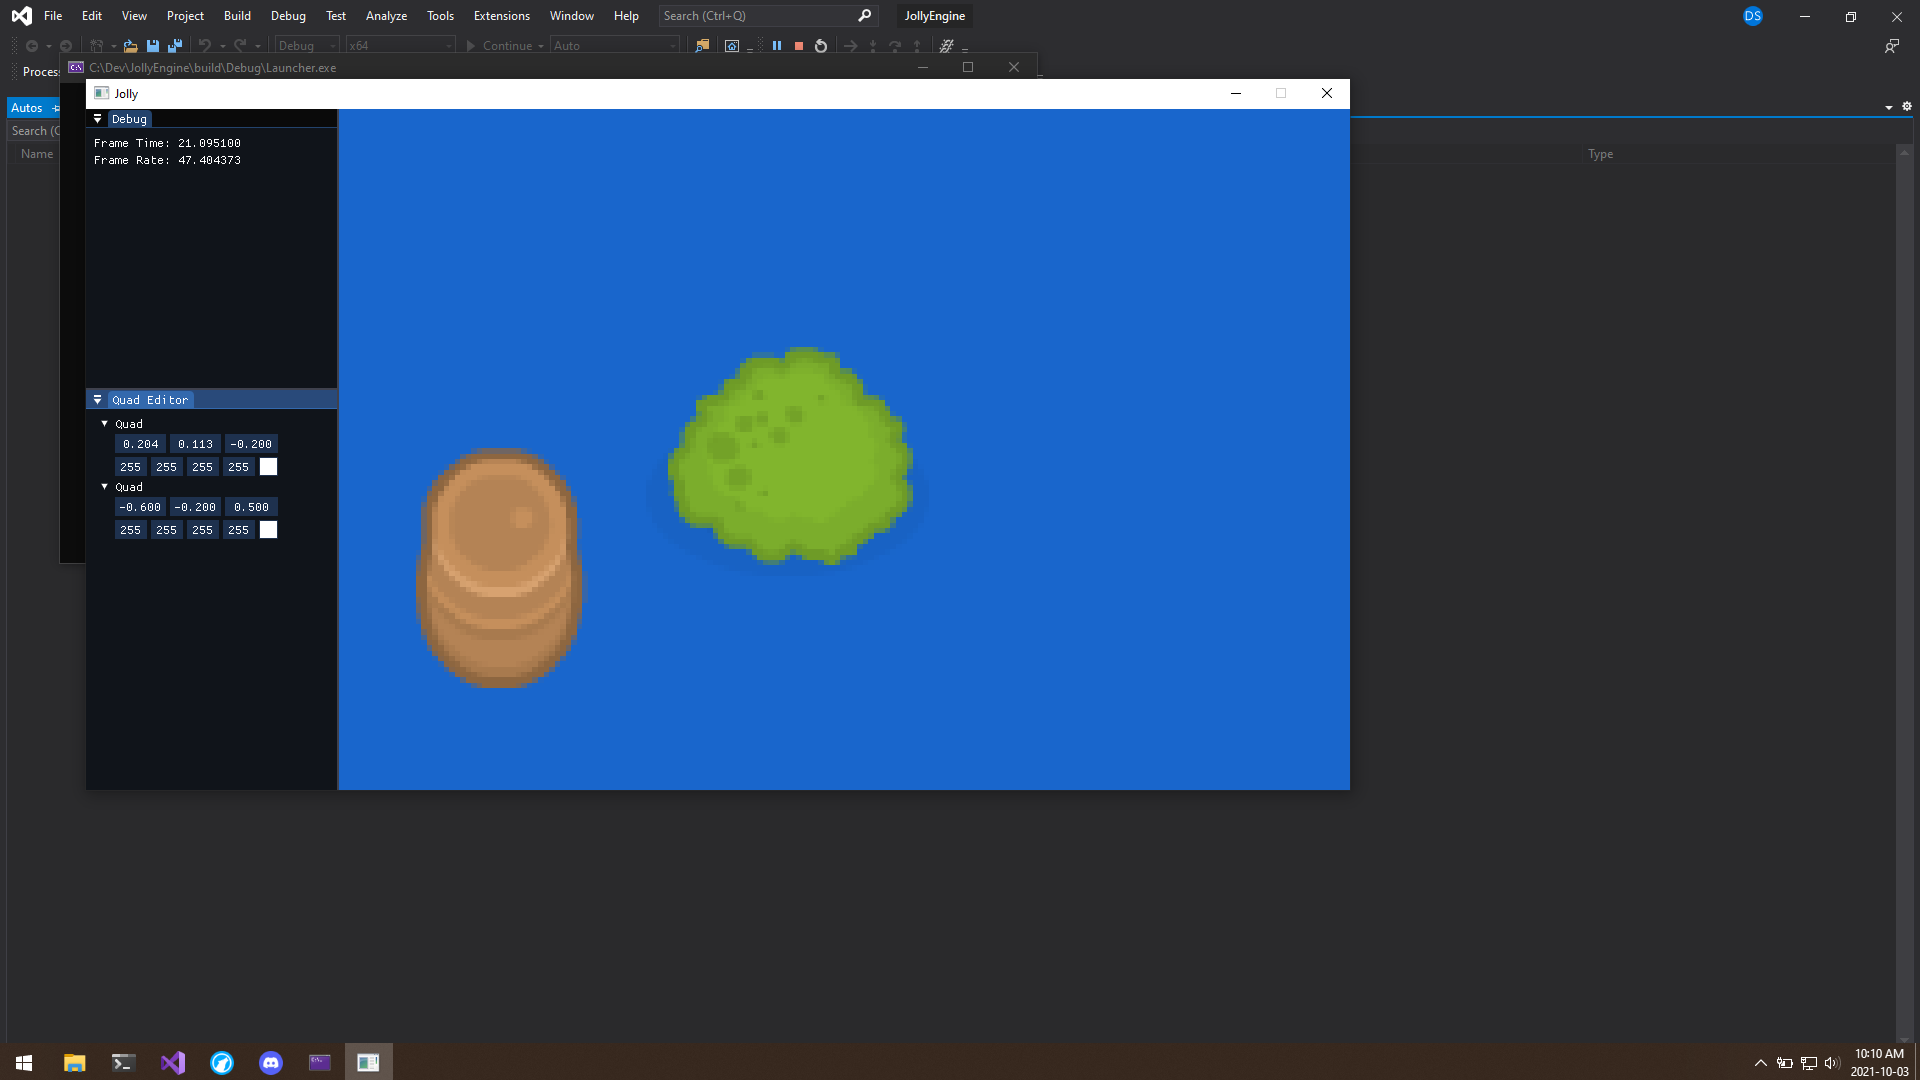 File Edit View Project Build Debug Test Analyze Tools Extensions Window Help Search (Ctrl+Q) JollyEngine DS
Debug x64 Continue Auto
Process
C:\Dev\JollyEngine\build\Debug\Launcher.exe
Jolly
Autos
Search (C
Name
Type
Debug
Frame Time: 21.095100
Frame Rate: 47.404373
Quad Editor
Quad
0.204 0.113 -0.200
255 255 255 255
Quad
-0.600 -0.200 0.500
255 255 255 255
10:10 AM
2021-10-03